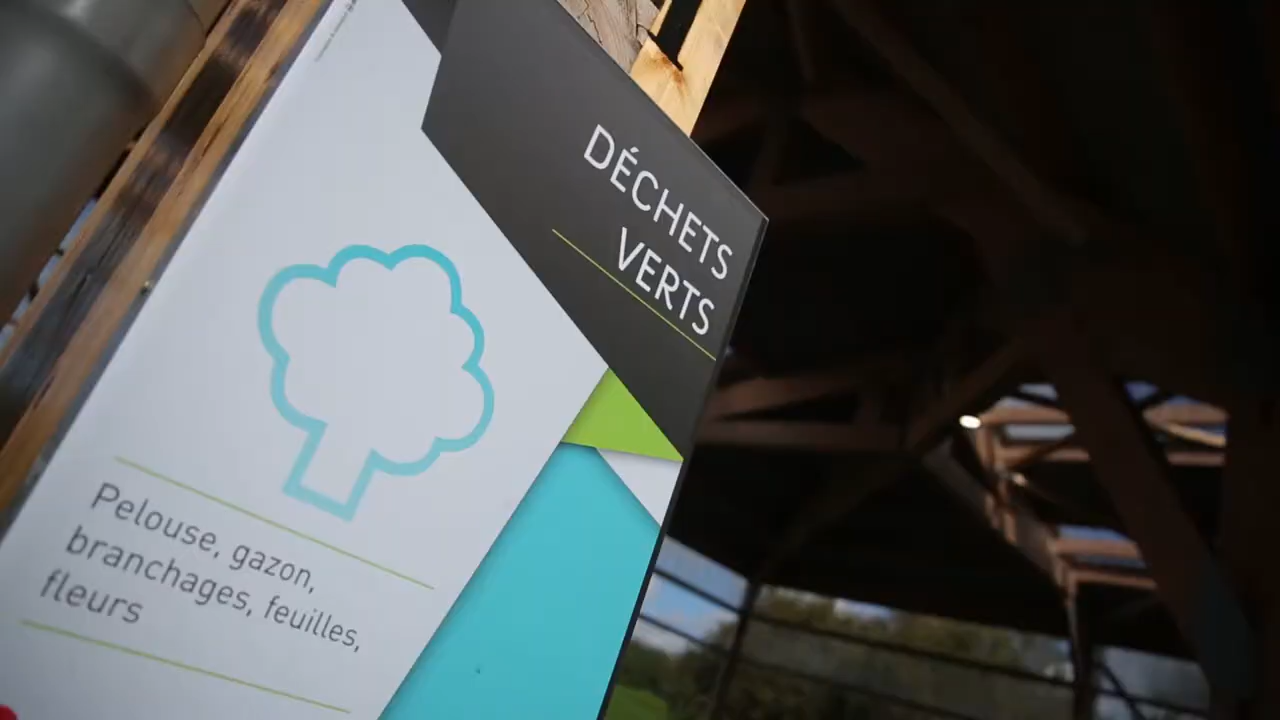 DÉCHETS
VERTS
Pelouse, gazon,
branchages, feuilles,
fleurs